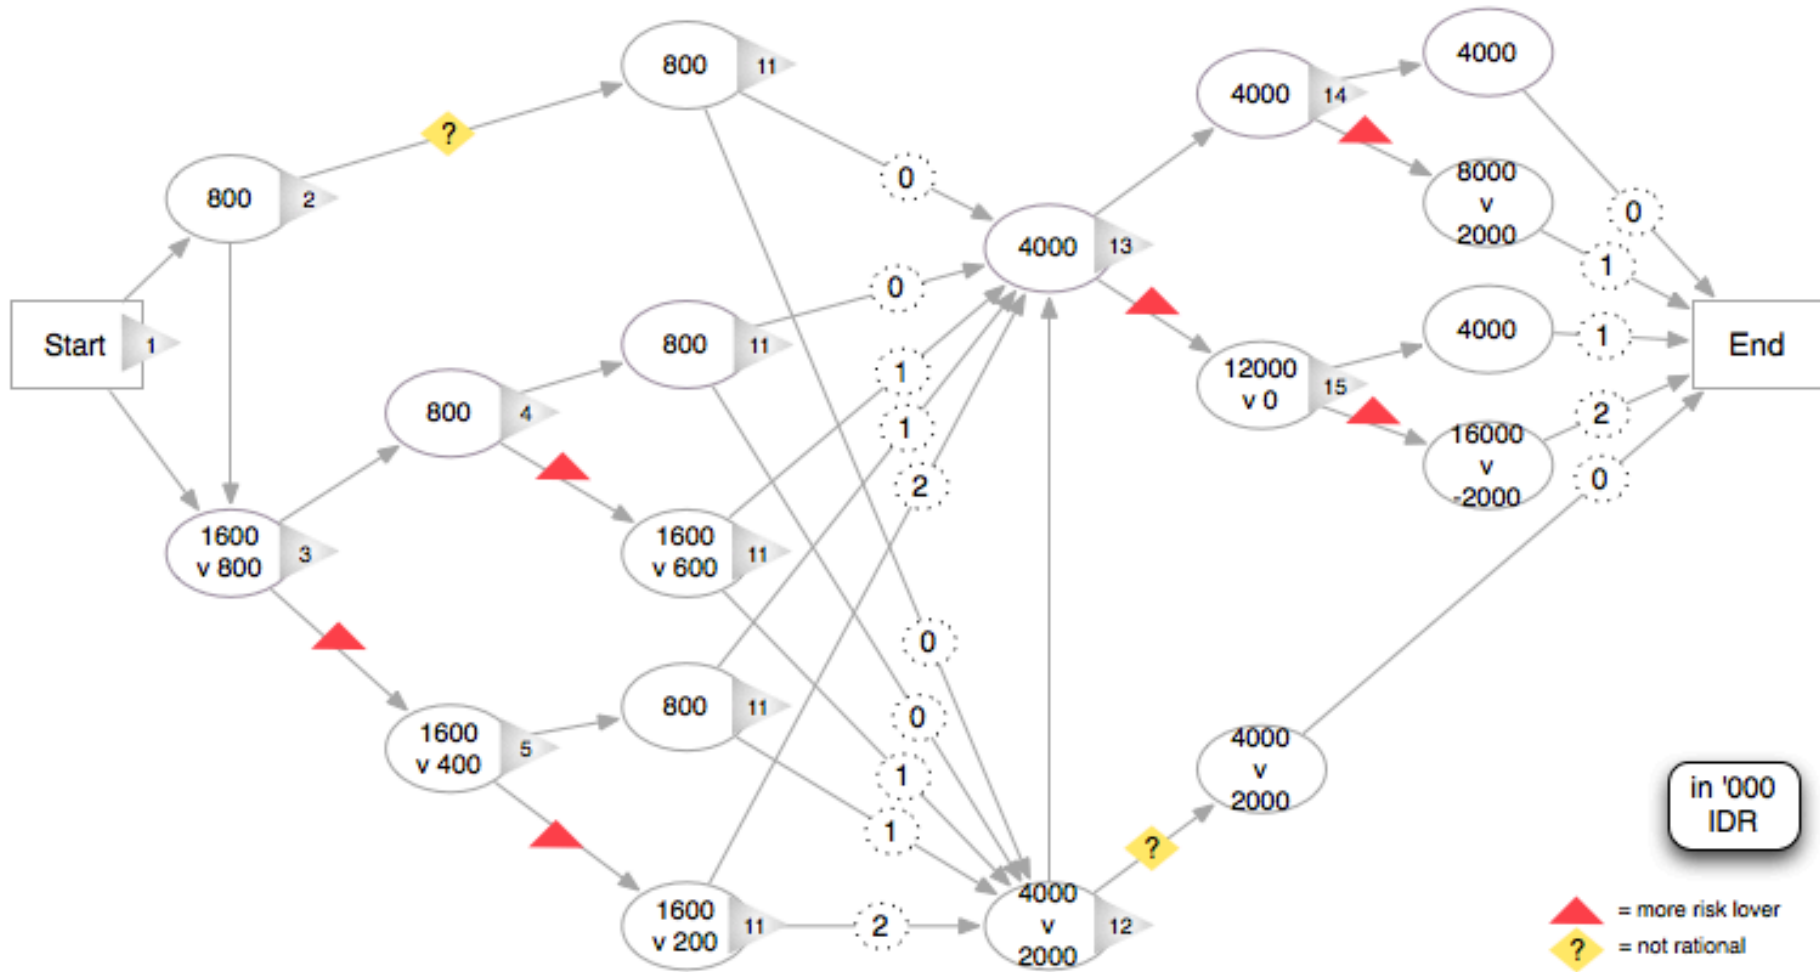 800 11
4000
4000 14
?
0
8000
v
2000
800 2
0
4000 13
1
0
Start 1
800 11
4000
1
End
12000
v 0 15
1
800 4
1
2
16000
v
-2000
2
0
1600
v 800 3
1600
v 600 11
0
800 11
0
1600
v 400 5
1
4000
v
2000
in '000
IDR
1
?
4000
v
2000 12
1600
v 200 11
2
= more risk lover
? = not rational